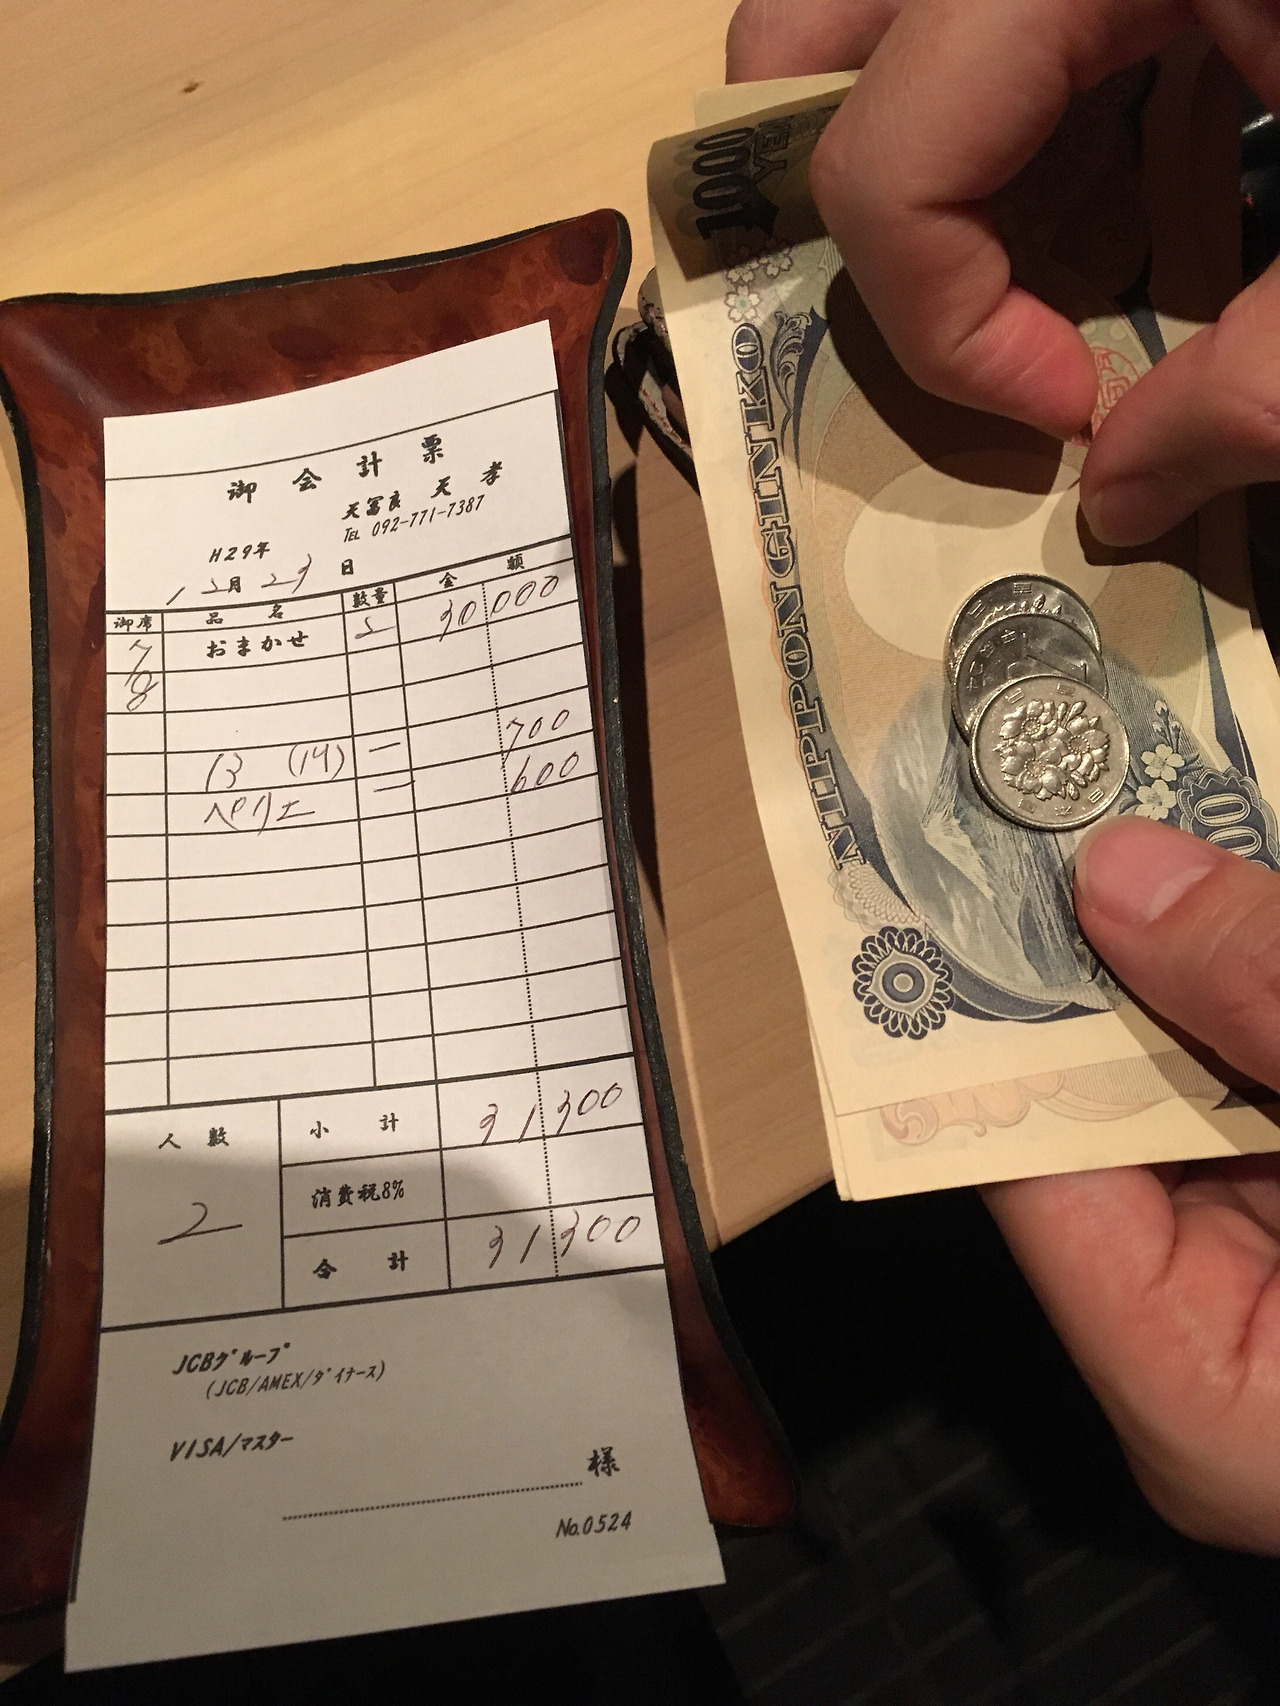 御会計票
天冨良 天孝
TEL 092-771-7387
H29年
12月23日
御席 品名 数量 金額
7 おまかせ 2 30000
8
(14) 一 700
ペリエ 二 600
人数 小計 31300
2 消費税8%
合計 31300
JCBグループ
(JCB/AMEX/ダイナース)
VISA/マスター
様
No.0524
1000
YEN
NIPPON GINKO